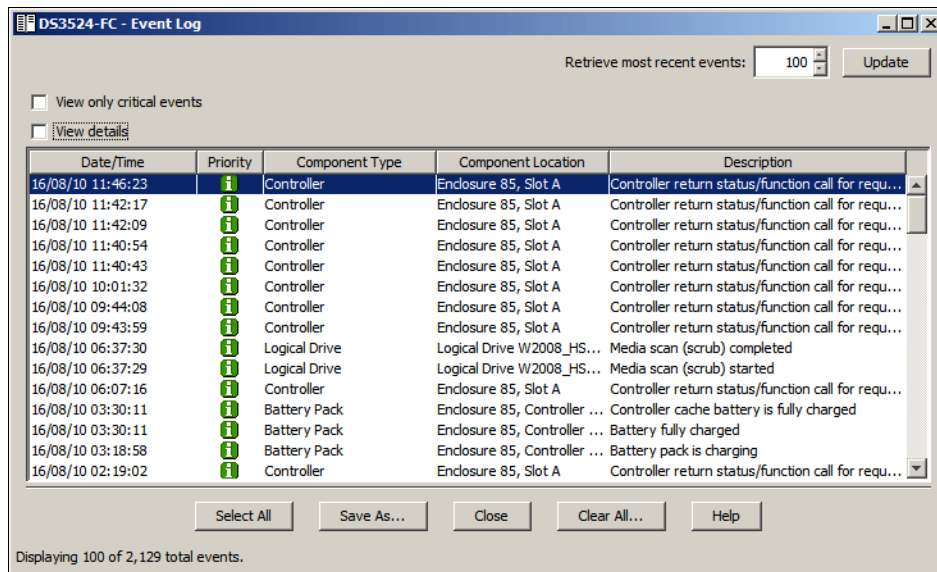 DS3524-FC - Event Log
Retrieve most recent events: 100 Update
View only critical events
View details
Date/Time Priority Component Type Component Location Description
16/08/10 11:46:23 i Controller Enclosure 85, Slot A Controller return status/function call for requ...
16/08/10 11:42:17 i Controller Enclosure 85, Slot A Controller return status/function call for requ...
16/08/10 11:42:09 i Controller Enclosure 85, Slot A Controller return status/function call for requ...
16/08/10 11:40:54 i Controller Enclosure 85, Slot A Controller return status/function call for requ...
16/08/10 11:40:43 i Controller Enclosure 85, Slot A Controller return status/function call for requ...
16/08/10 10:01:32 i Controller Enclosure 85, Slot A Controller return status/function call for requ...
16/08/10 09:44:08 i Controller Enclosure 85, Slot A Controller return status/function call for requ...
16/08/10 09:43:59 i Controller Enclosure 85, Slot A Controller return status/function call for requ...
16/08/10 06:37:30 i Logical Drive Logical Drive W2008_HS... Media scan (scrub) completed
16/08/10 06:37:29 i Logical Drive Logical Drive W2008_HS... Media scan (scrub) started
16/08/10 06:07:16 i Controller Enclosure 85, Slot A Controller return status/function call for requ...
16/08/10 03:30:11 i Battery Pack Enclosure 85, Controller ... Controller cache battery is fully charged
16/08/10 03:30:11 i Battery Pack Enclosure 85, Controller ... Battery fully charged
16/08/10 03:18:58 i Battery Pack Enclosure 85, Controller ... Battery pack is charging
16/08/10 02:19:02 i Controller Enclosure 85, Slot A Controller return status/function call for requ...
Select All Save As... Close Clear All... Help
Displaying 100 of 2,129 total events.